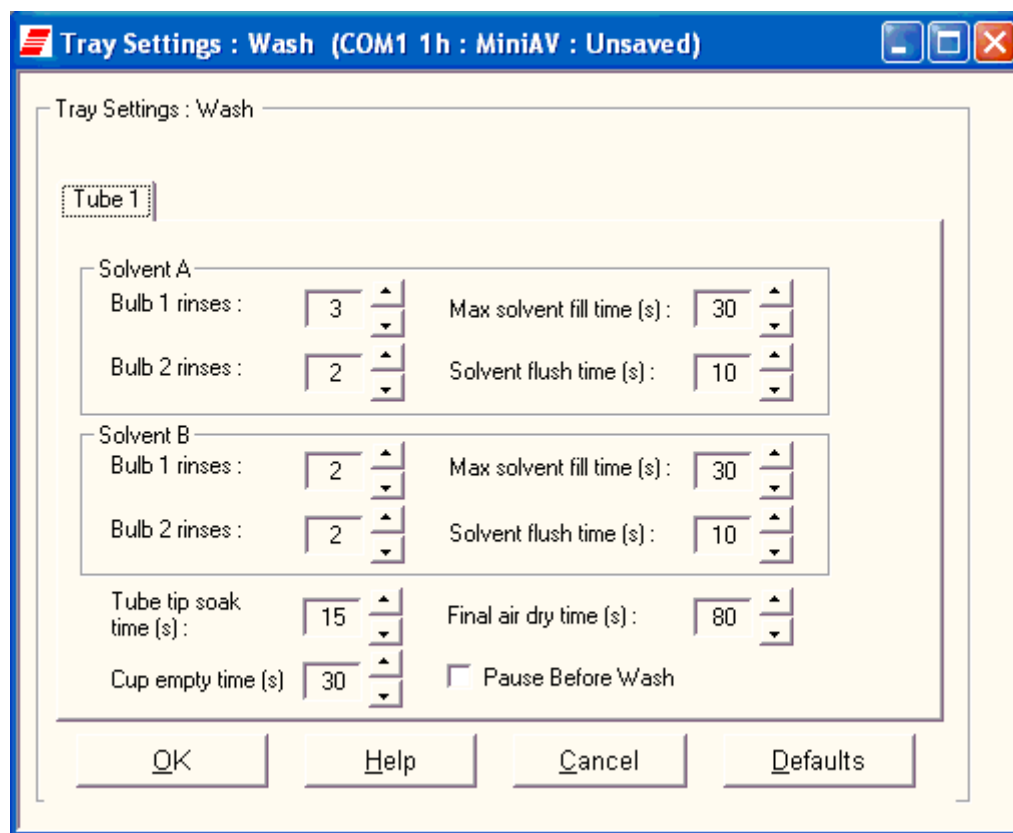 Tray Settings : Wash (COM1 1h : MiniAV : Unsaved)
Tray Settings : Wash
Tube 1
Solvent A
Bulb 1 rinses : 3 Max solvent fill time (s) : 30
Bulb 2 rinses : 2 Solvent flush time (s) : 10
Solvent B
Bulb 1 rinses : 2 Max solvent fill time (s) : 30
Bulb 2 rinses : 2 Solvent flush time (s) : 10
Tube tip soak
time (s) : 15 Final air dry time (s) : 80
Cup empty time (s) 30 Pause Before Wash
OK Help Cancel Defaults